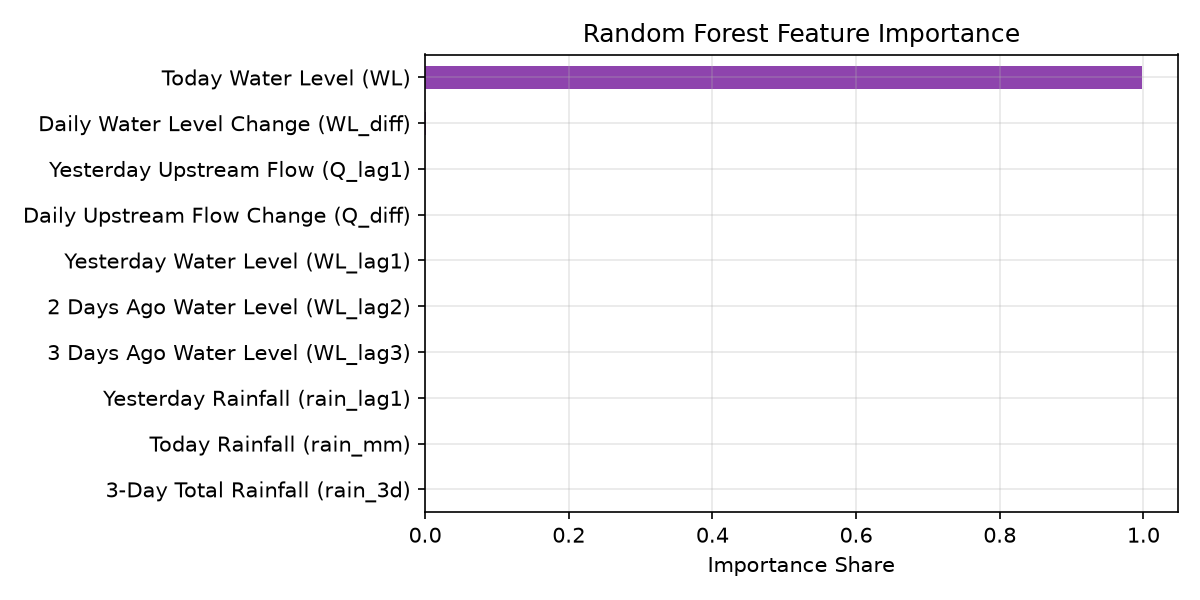 Random Forest Feature Importance
Today Water Level (WL)
Daily Water Level Change (WL_diff)
Yesterday Upstream Flow (Q_lag1)
Daily Upstream Flow Change (Q_diff)
Yesterday Water Level (WL_lag1)
2 Days Ago Water Level (WL_lag2)
3 Days Ago Water Level (WL_lag3)
Yesterday Rainfall (rain_lag1)
Today Rainfall (rain_mm)
3-Day Total Rainfall (rain_3d)
0.0 0.2 0.4 0.6 0.8 1.0
Importance Share